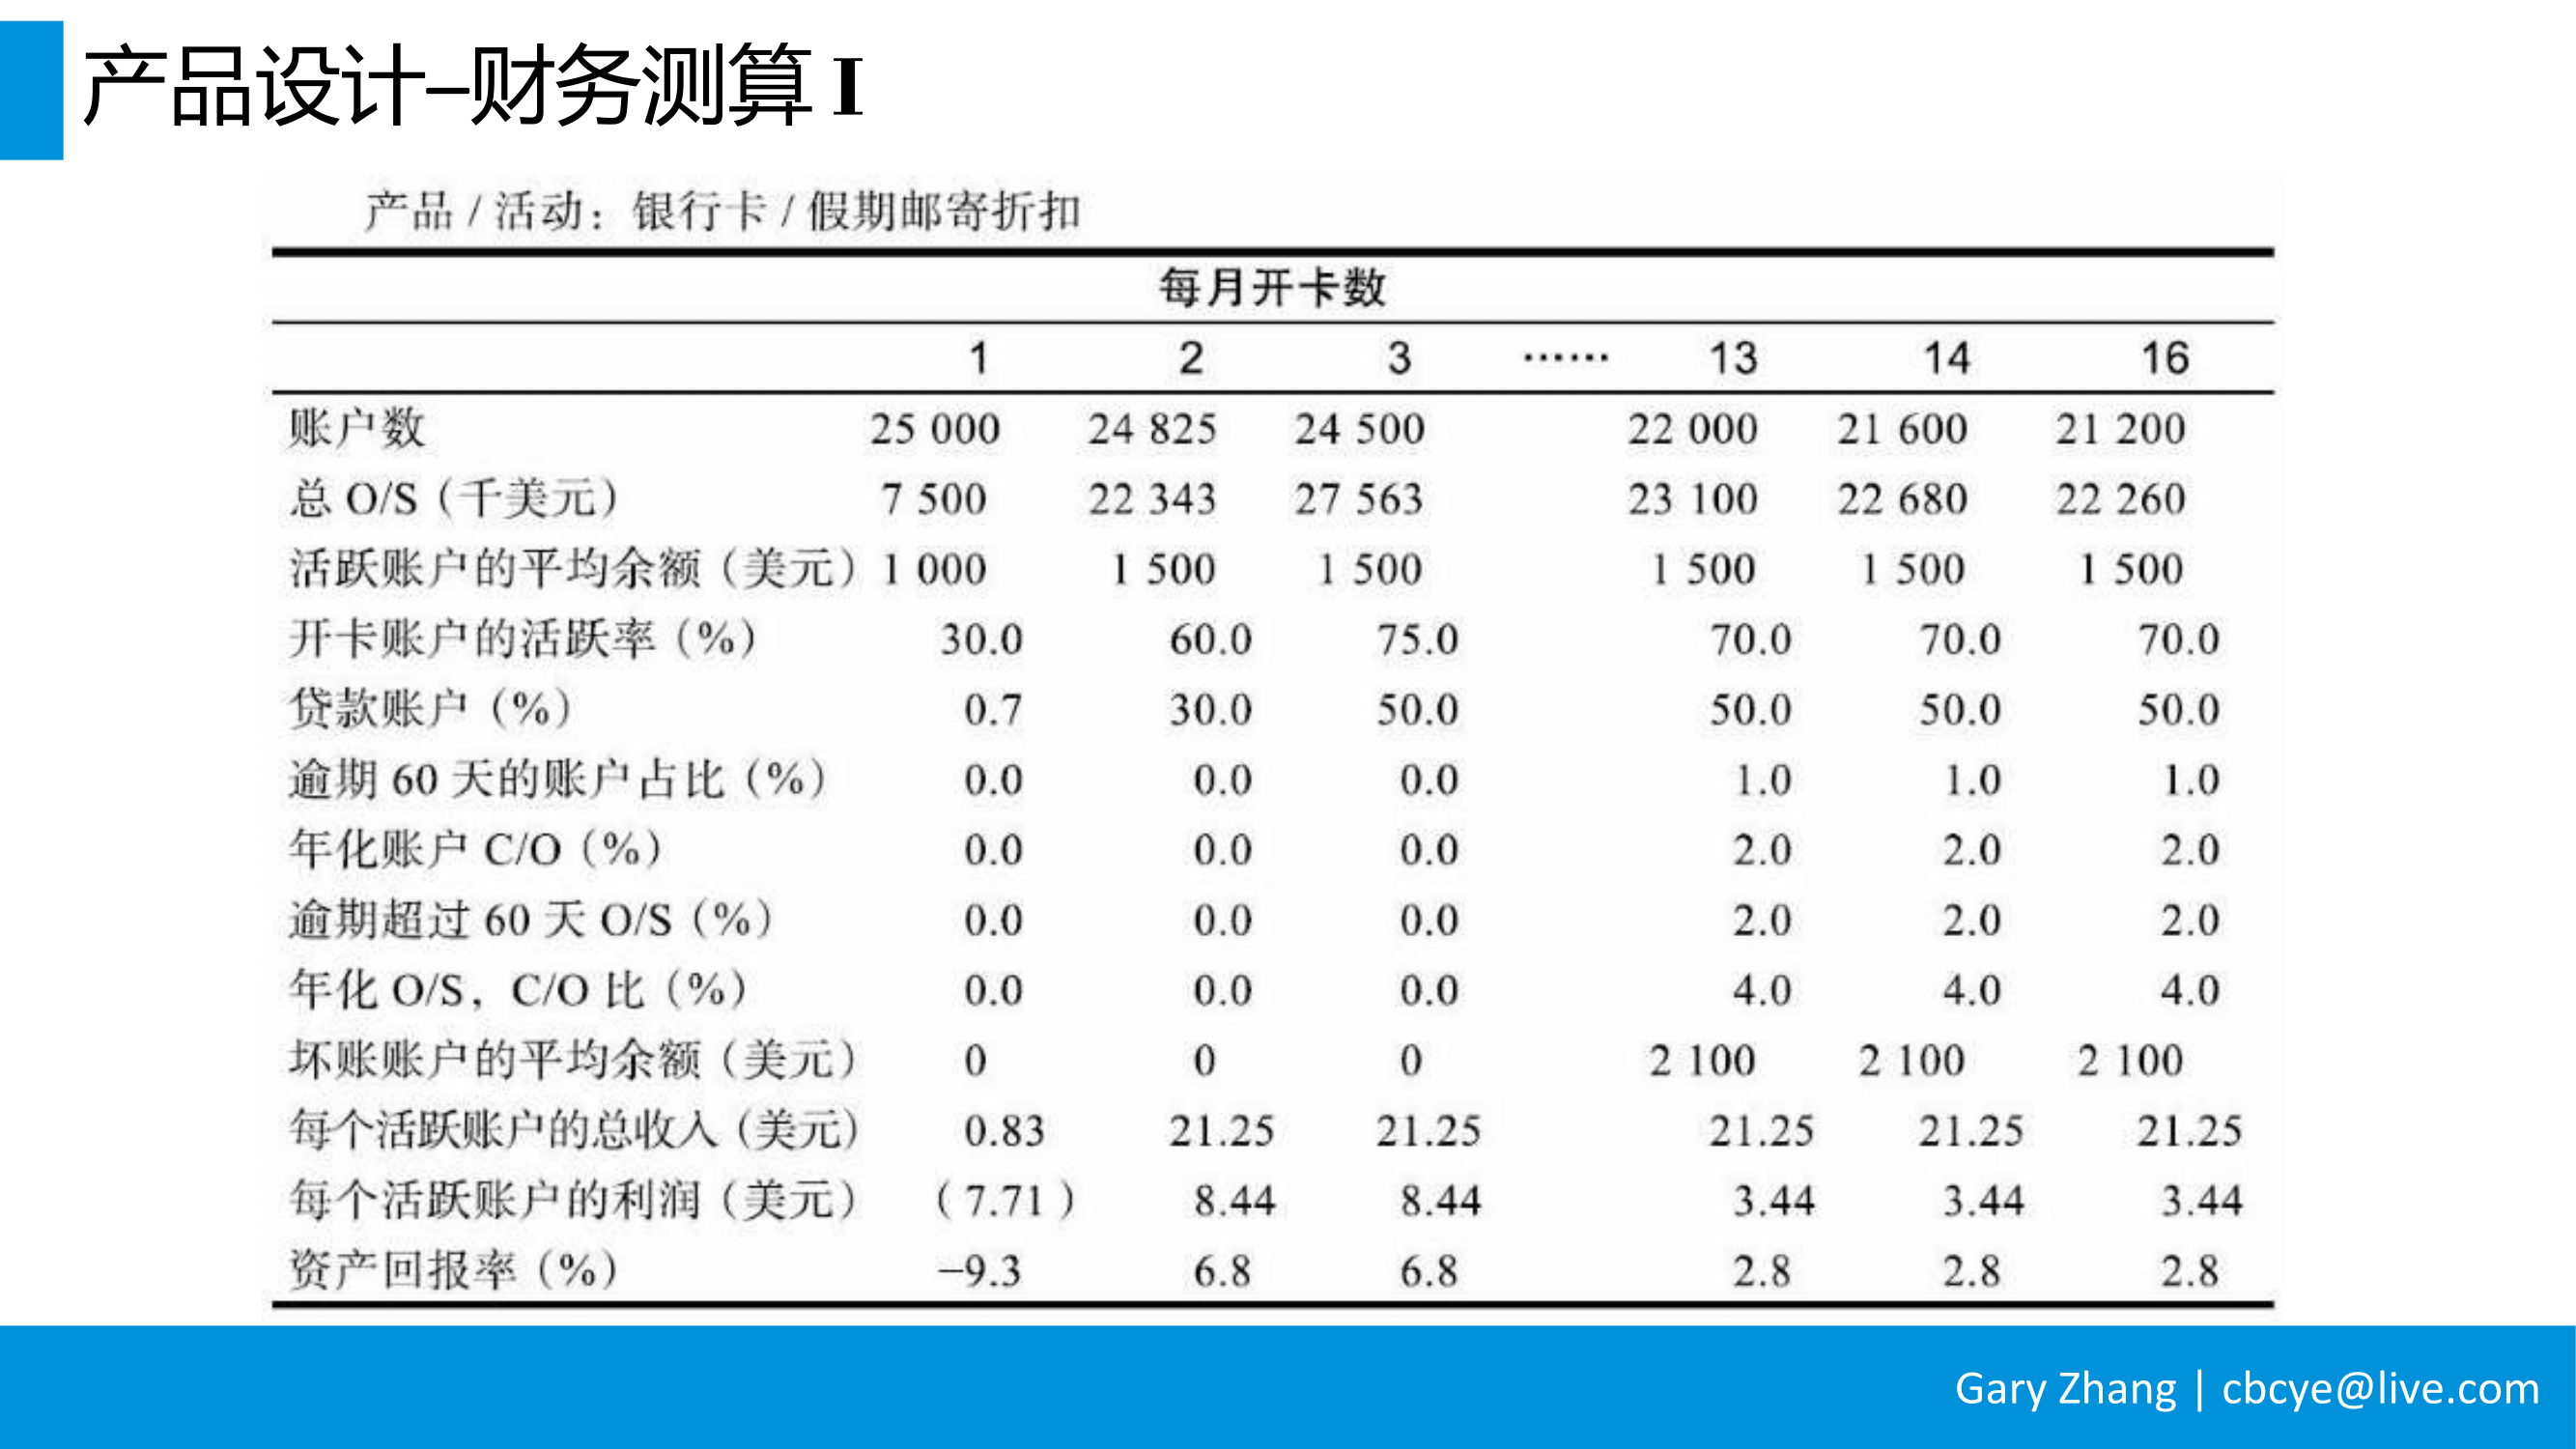 产品设计–财务测算 I
产品 / 活动：银行卡 / 假期邮寄折扣
每月开卡数
1 2 3 …… 13 14 16
账户数 25 000 24 825 24 500 22 000 21 600 21 200
总 O/S（千美元） 7 500 22 343 27 563 23 100 22 680 22 260
活跃账户的平均余额（美元） 1 000 1 500 1 500 1 500 1 500 1 500
开卡账户的活跃率（%） 30.0 60.0 75.0 70.0 70.0 70.0
贷款账户（%） 0.7 30.0 50.0 50.0 50.0 50.0
逾期 60 天的账户占比（%） 0.0 0.0 0.0 1.0 1.0 1.0
年化账户 C/O（%） 0.0 0.0 0.0 2.0 2.0 2.0
逾期超过 60 天 O/S（%） 0.0 0.0 0.0 2.0 2.0 2.0
年化 O/S，C/O 比（%） 0.0 0.0 0.0 4.0 4.0 4.0
坏账账户的平均余额（美元） 0 0 0 2 100 2 100 2 100
每个活跃账户的总收入（美元） 0.83 21.25 21.25 21.25 21.25 21.25
每个活跃账户的利润（美元） （7.71） 8.44 8.44 3.44 3.44 3.44
资产回报率（%） –9.3 6.8 6.8 2.8 2.8 2.8
Gary Zhang | cbcye@live.com